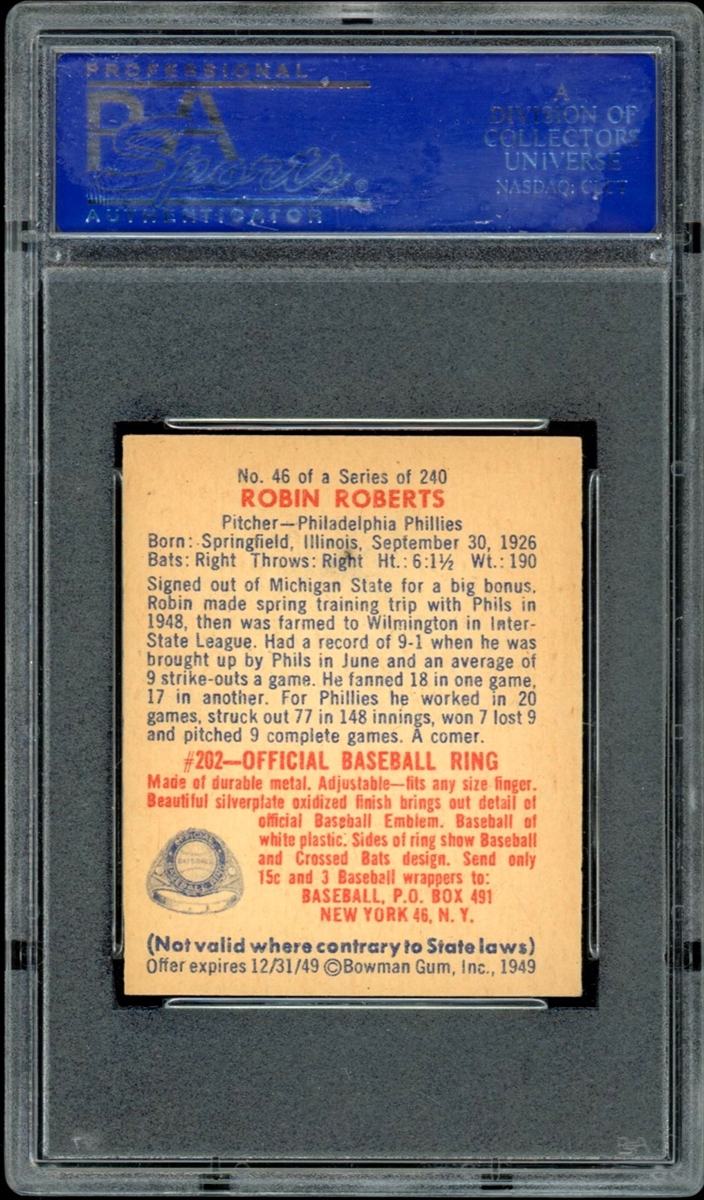 PROFESSIONAL
PSA
Sports®
AUTHENTICATOR
A
DIVISION OF
COLLECTORS
UNIVERSE
NASDAQ: CLCT
No. 46 of a Series of 240
ROBIN ROBERTS
Pitcher—Philadelphia Phillies
Born: Springfield, Illinois, September 30, 1926
Bats: Right Throws: Right Ht.: 6:1½ Wt.: 190
Signed out of Michigan State for a big bonus.
Robin made spring training trip with Phils in
1948, then was farmed to Wilmington in Inter-
State League. Had a record of 9-1 when he was
brought up by Phils in June and an average of
9 strike-outs a game. He fanned 18 in one game,
17 in another. For Phillies he worked in 20
games, struck out 77 in 148 innings, won 7 lost 9
and pitched 9 complete games. A comer.
#202—OFFICIAL BASEBALL RING
Made of durable metal. Adjustable—fits any size finger.
Beautiful silverplate oxidized finish brings out detail of
official Baseball Emblem. Baseball of
white plastic. Sides of ring show Baseball
and Crossed Bats design. Send only
15c and 3 Baseball wrappers to:
BASEBALL, P.O. BOX 491
NEW YORK 46, N. Y.
OFFICIAL
BASEBALL
BASEBALL RING
(Not valid where contrary to State laws)
Offer expires 12/31/49 ©Bowman Gum, Inc., 1949
PSA